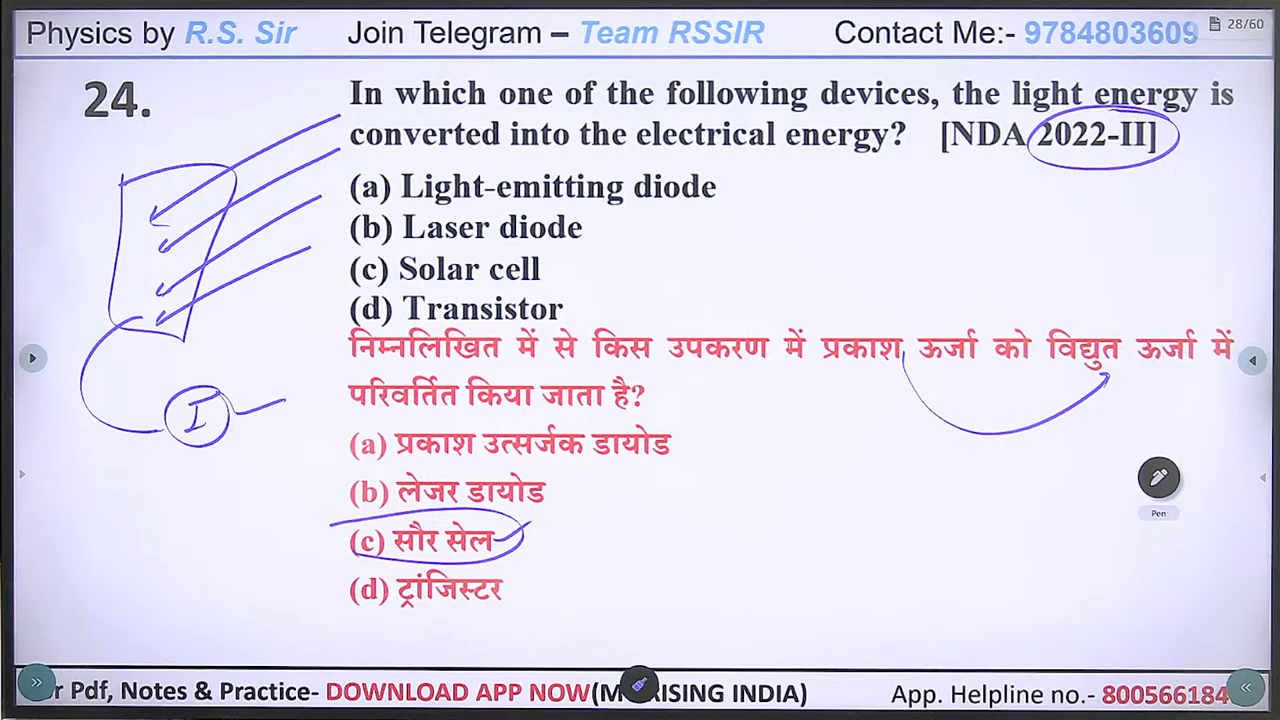 Physics by R.S. Sir Join Telegram – Team RSSIR Contact Me:- 9784803609 28/60
24.
In which one of the following devices, the light energy is
converted into the electrical energy? [NDA 2022-II]
(a) Light-emitting diode
(b) Laser diode
(c) Solar cell
(d) Transistor
निम्नलिखित में से किस उपकरण में प्रकाश ऊर्जा को विद्युत ऊर्जा में
परिवर्तित किया जाता है?
I
(a) प्रकाश उत्सर्जक डायोड
(b) लेजर डायोड
Pen
(c) सौर सेल
(d) ट्रांजिस्टर
r Pdf, Notes & Practice- DOWNLOAD APP NOW RISING INDIA) App. Helpline no.- 800566184